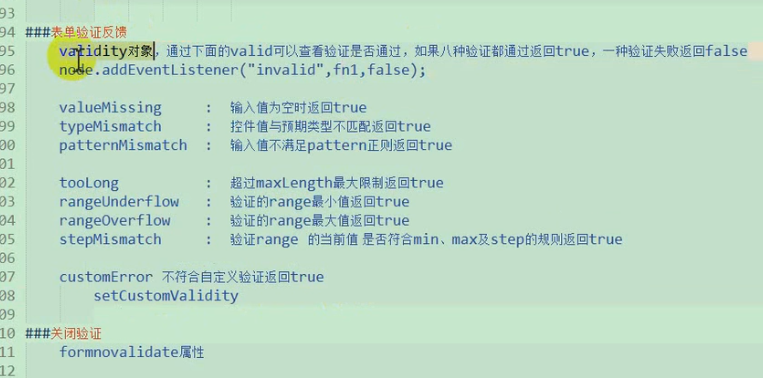 93
94 ###表单验证反馈
95 validity对象，通过下面的valid可以查看验证是否通过，如果八种验证都通过返回true，一种验证失败返回false
96 node.addEventListener("invalid",fn1,false);
97
98 valueMissing : 输入值为空时返回true
99 typeMismatch : 控件值与预期类型不匹配返回true
00 patternMismatch : 输入值不满足pattern正则返回true
01
02 tooLong : 超过maxLength最大限制返回true
03 rangeUnderflow : 验证的range最小值返回true
04 rangeOverflow : 验证的range最大值返回true
05 stepMismatch : 验证range 的当前值 是否符合min、max及step的规则返回true
06
07 customError 不符合自定义验证返回true
08 setCustomValidity
09
10 ###关闭验证
11 formnovalidate属性
12